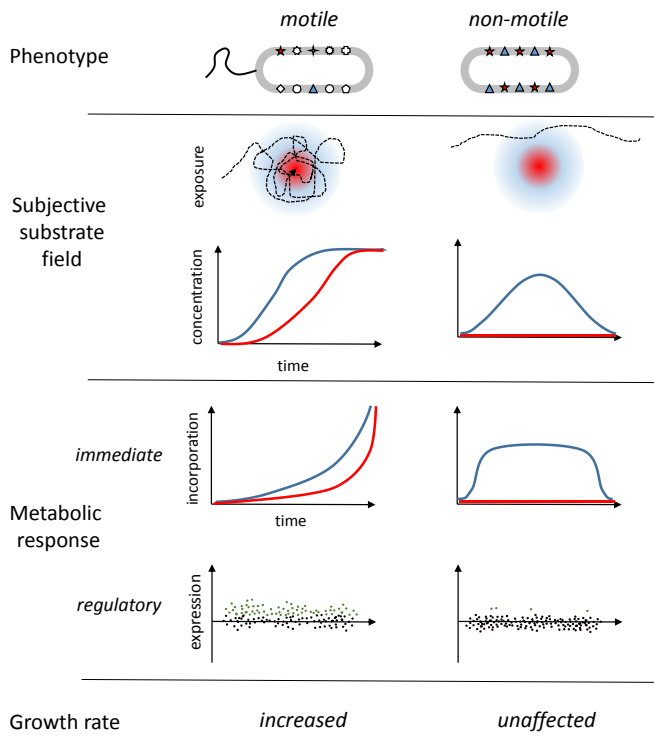 motile
non-motile
Phenotype
exposure
Subjective
substrate
field
concentration
time
immediate
incorporation
time
Metabolic
response
regulatory
expression
Growth rate
increased
unaffected